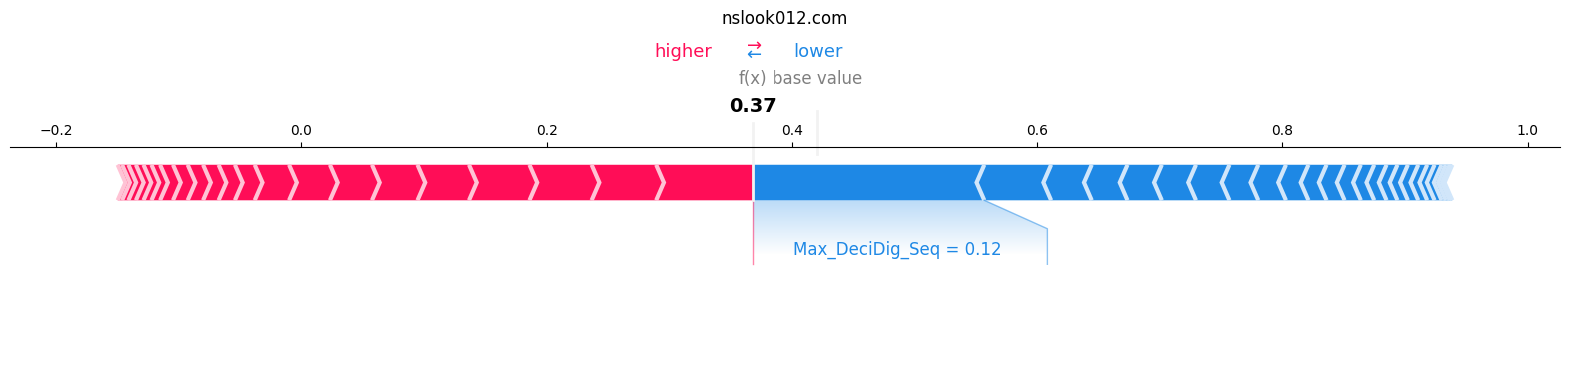 nslook012.com
higher ⇄ lower
f(x) base value
0.37
−0.2 0.0 0.2 0.4 0.6 0.8 1.0
Max_DeciDig_Seq = 0.12